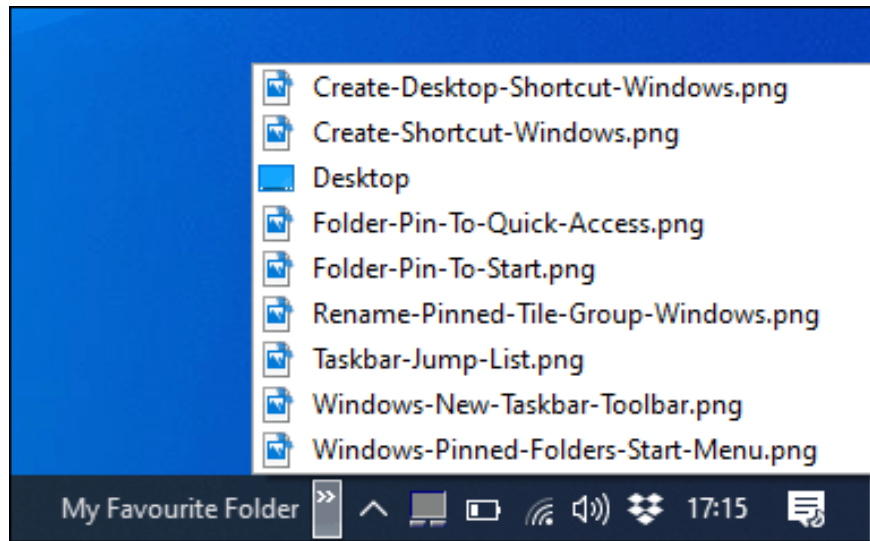 Create-Desktop-Shortcut-Windows.png
Create-Shortcut-Windows.png
Desktop
Folder-Pin-To-Quick-Access.png
Folder-Pin-To-Start.png
Rename-Pinned-Tile-Group-Windows.png
Taskbar-Jump-List.png
Windows-New-Taskbar-Toolbar.png
Windows-Pinned-Folders-Start-Menu.png
My Favourite Folder 17:15